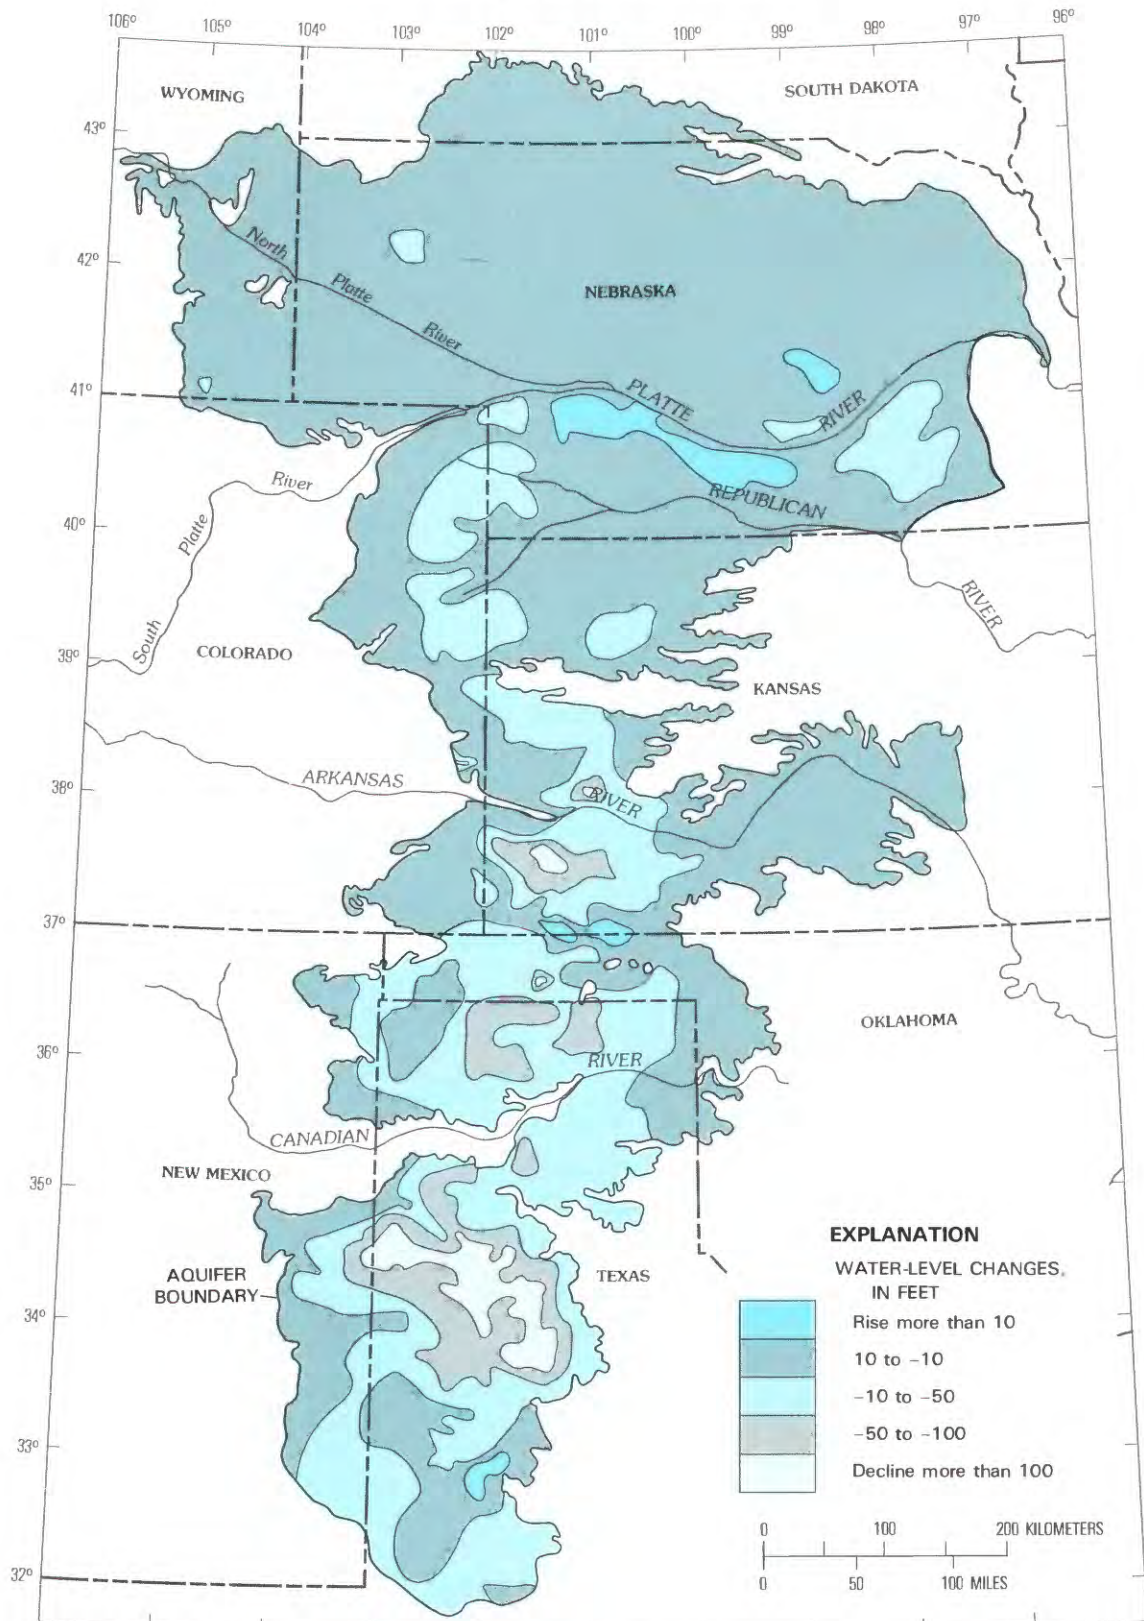 106°
105°
104°
103°
102°
101°
100°
99°
98°
97°
96°
WYOMING
SOUTH DAKOTA
43°
North
42°
Platte
NEBRASKA
River
41°
PLATTE
RIVER
River
REPUBLICAN
40°
Platte
RIVER
South
39°
COLORADO
KANSAS
ARKANSAS
RIVER
38°
37°
OKLAHOMA
36°
RIVER
CANADIAN
NEW MEXICO
35°
AQUIFER
BOUNDARY
TEXAS
34°
33°
32°
EXPLANATION
WATER-LEVEL CHANGES,
IN FEET
Rise more than 10
10 to -10
-10 to -50
-50 to -100
Decline more than 100
0 100 200 KILOMETERS
0 50 100 MILES